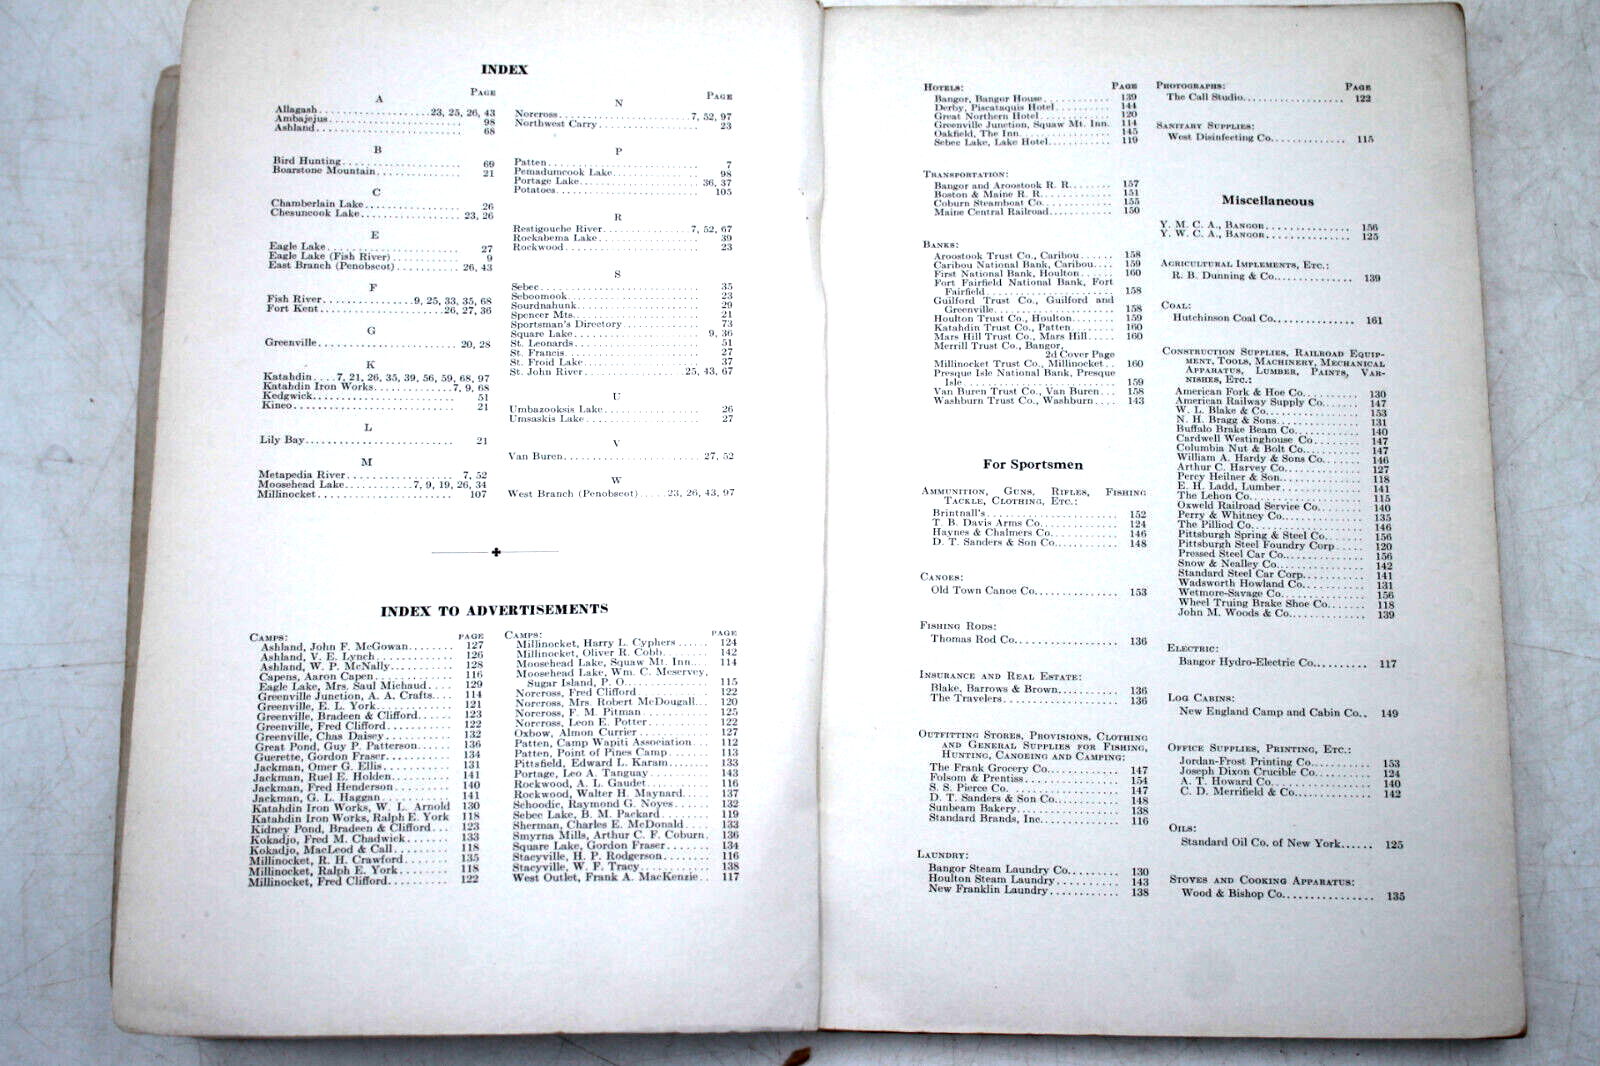 INDEX
PAGE
A
Allagash 23, 25, 26, 43
Ambajejus 98
Ashland 68
B
Bird Hunting 69
Boarstone Mountain 21
C
Chamberlain Lake 26
Chesuncook Lake 23, 26
E
Eagle Lake 27
Eagle Lake (Fish River) 9
East Branch (Penobscot) 26, 43
F
Fish River 9, 25, 33, 35, 68
Fort Kent 26, 27, 36
G
Greenville 20, 28
K
Katahdin 7, 21, 26, 35, 39, 56, 59, 68, 97
Katahdin Iron Works 7, 9, 68
Kedgwick 51
Kineo 21
L
Lily Bay 21
M
Metapedia River 7, 52
Moosehead Lake 7, 9, 19, 26, 34
Millinocket 107
PAGE
N
Norcross 7, 52, 97
Northwest Carry 23
P
Patten 7
Pemadumcook Lake 98
Portage Lake 36, 37
Potatoes 105
R
Restigouche River 7, 52, 67
Rockabema Lake 39
Rockwood 23
S
Sebec 35
Seboomook 23
Sourdnahunk 29
Spencer Mts. 21
Sportsman's Directory 73
Square Lake 9, 36
St. Leonards 51
St. Francis 27
St. Froid Lake 37
St. John River 25, 43, 67
U
Umbazooksis Lake 26
Umsaskis Lake 27
V
Van Buren 27, 52
W
West Branch (Penobscot) 23, 26, 43, 97
INDEX TO ADVERTISEMENTS
CAMPS: PAGE
Ashland, John F. McGowan 127
Ashland, V. E. Lynch 126
Ashland, W. P. McNally 128
Capens, Aaron Capen 116
Eagle Lake, Mrs. Saul Michaud 129
Greenville Junction, A. A. Crafts 114
Greenville, E. L. York 121
Greenville, Bradeen & Clifford 123
Greenville, Fred Clifford 122
Greenville, Chas Daisey 132
Great Pond, Guy P. Patterson 136
Guerette, Gordon Fraser 134
Jackman, Omer G. Ellis 131
Jackman, Ruel E. Holden 141
Jackman, Fred Henderson 140
Jackman, G. L. Haggan 141
Katahdin Iron Works, W. L. Arnold 130
Katahdin Iron Works, Ralph E. York 118
Kidney Pond, Bradeen & Clifford 123
Kokadjo, Fred M. Chadwick 133
Kokadjo, MacLeod & Call 118
Millinocket, R. H. Crawford 135
Millinocket, Ralph E. York 118
Millinocket, Fred Clifford 122
CAMPS: PAGE
Millinocket, Harry L. Cyphers 124
Millinocket, Oliver R. Cobb 142
Moosehead Lake, Squaw Mt. Inn 114
Moosehead Lake, Wm. C. Meservey,
Sugar Island, P. O. 115
Norcross, Fred Clifford 122
Norcross, Mrs. Robert McDougall 120
Norcross, F. M. Pitman 125
Norcross, Leon E. Potter 122
Oxbow, Almon Currier 127
Patten, Camp Wapiti Association 112
Patten, Point of Pines Camp 113
Pittsfield, Edward L. Karam 133
Portage, Leo A. Tanguay 143
Rockwood, A. L. Gaudet 116
Rockwood, Walter H. Maynard 137
Schoodic, Raymond G. Noyes 132
Sebec Lake, B. M. Packard 119
Sherman, Charles E. McDonald 133
Smyrna Mills, Arthur C. F. Coburn 136
Square Lake, Gordon Fraser 134
Stacyville, H. P. Rodgerson 116
Stacyville, W. F. Tracy 138
West Outlet, Frank A. MacKenzie 117
HOTELS: PAGE
Bangor, Bangor House 139
Derby, Piscataquis Hotel 144
Great Northern Hotel 120
Greenville Junction, Squaw Mt. Inn. 114
Oakfield, The Inn 145
Sebec Lake, Lake Hotel 119
TRANSPORTATION:
Bangor and Aroostook R. R. 157
Boston & Maine R. R. 151
Coburn Steamboat Co. 155
Maine Central Railroad 150
BANKS:
Aroostook Trust Co., Caribou 158
Caribou National Bank, Caribou 159
First National Bank, Houlton 160
Fort Fairfield National Bank, Fort
Fairfield 158
Guilford Trust Co., Guilford and
Greenville 158
Houlton Trust Co., Houlton 159
Katahdin Trust Co., Patten 160
Mars Hill Trust Co., Mars Hill 160
Merrill Trust Co., Bangor,
2d Cover Page
Millinocket Trust Co., Millinocket 160
Presque Isle National Bank, Presque
Isle 159
Van Buren Trust Co., Van Buren 158
Washburn Trust Co., Washburn 143
For Sportsmen
AMMUNITION, GUNS, RIFLES, FISHING
TACKLE, CLOTHING, ETC.:
Brintnall's 152
T. B. Davis Arms Co. 124
Haynes & Chalmers Co. 146
D. T. Sanders & Son Co. 148
CANOES:
Old Town Canoe Co. 153
FISHING RODS:
Thomas Rod Co. 136
INSURANCE AND REAL ESTATE:
Blake, Barrows & Brown 136
The Travelers 136
OUTFITTING STORES, PROVISIONS, CLOTHING
AND GENERAL SUPPLIES FOR FISHING,
HUNTING, CANOEING AND CAMPING:
The Frank Grocery Co. 147
Folsom & Prentiss 154
S. S. Pierce Co. 147
D. T. Sanders & Son Co. 148
Sunbeam Bakery 138
Standard Brands, Inc. 116
LAUNDRY:
Bangor Steam Laundry Co. 130
Houlton Steam Laundry 143
New Franklin Laundry 138
PHOTOGRAPHS: PAGE
The Call Studio 122
SANITARY SUPPLIES:
West Disinfecting Co. 115
Miscellaneous
Y. M. C. A., BANGOR 156
Y. W. C. A., BANGOR 125
AGRICULTURAL IMPLEMENTS, ETC.:
R. B. Dunning & Co. 139
COAL:
Hutchinson Coal Co. 161
CONSTRUCTION SUPPLIES, RAILROAD EQUIP-
MENT, TOOLS, MACHINERY, MECHANICAL
APPARATUS, LUMBER, PAINTS, VAR-
NISHES, ETC.:
American Fork & Hoe Co. 130
American Railway Supply Co. 147
W. L. Blake & Co. 153
N. H. Bragg & Sons 131
Buffalo Brake Beam Co. 140
Cardwell Westinghouse Co 147
Columbia Nut & Bolt Co. 147
William A. Hardy & Sons Co. 146
Arthur C. Harvey Co. 127
Percy Heilner & Son 118
E. H. Ladd, Lumber 141
The Lehon Co. 115
Oxweld Railroad Service Co. 140
Perry & Whitney Co. 135
The Pilliod Co. 146
Pittsburgh Spring & Steel Co. 156
Pittsburgh Steel Foundry Corp 120
Pressed Steel Car Co. 156
Snow & Nealley Co. 142
Standard Steel Car Corp. 141
Wadsworth Howland Co. 131
Wetmore-Savage Co. 156
Wheel Truing Brake Shoe Co. 118
John M. Woods & Co. 139
ELECTRIC:
Bangor Hydro-Electric Co. 117
LOG CABINS:
New England Camp and Cabin Co. 149
OFFICE SUPPLIES, PRINTING, ETC.:
Jordan-Frost Printing Co. 153
Joseph Dixon Crucible Co. 124
A. T. Howard Co. 140
C. D. Merrifield & Co. 142
OILS:
Standard Oil Co. of New York 125
STOVES AND COOKING APPARATUS:
Wood & Bishop Co. 135